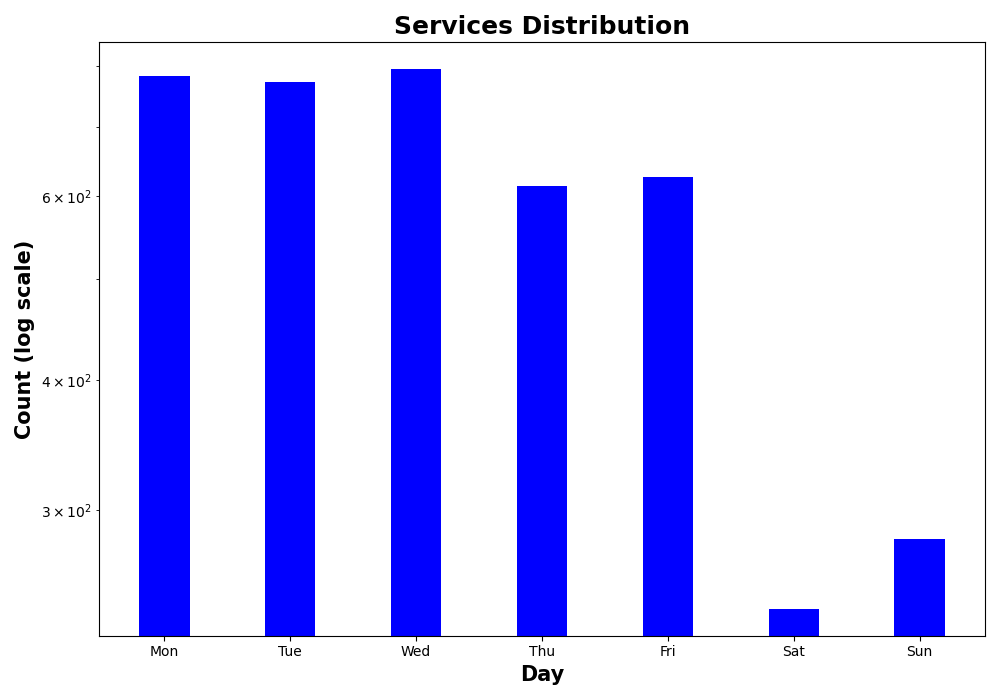 Services Distribution
Count (log scale)
6 × 10²
4 × 10²
3 × 10²
Mon Tue Wed Thu Fri Sat Sun
Day